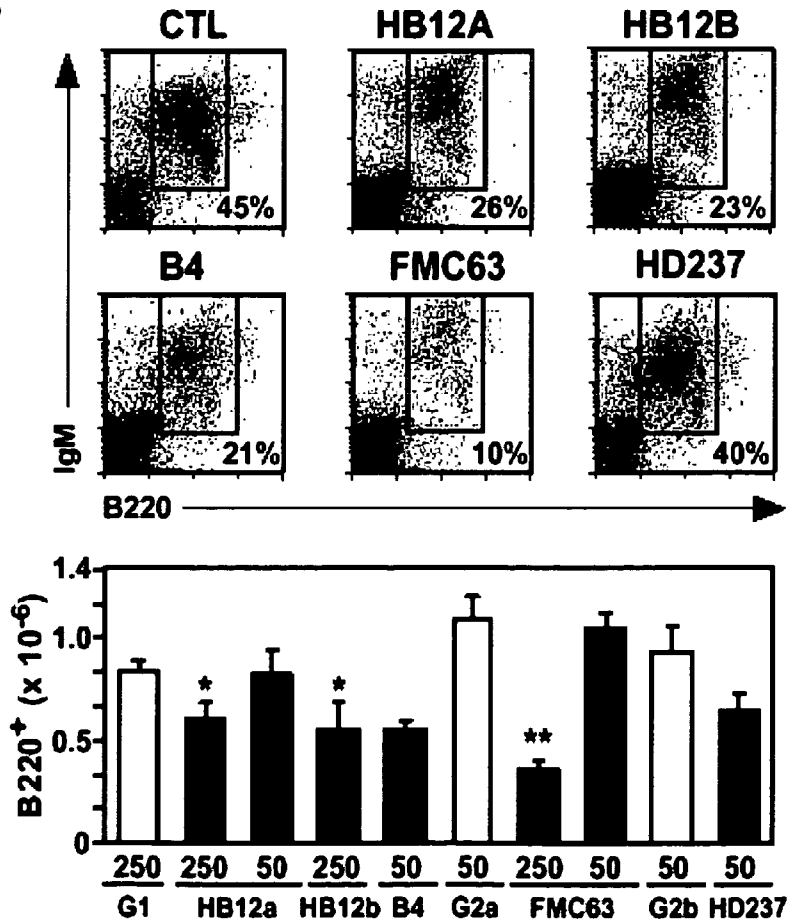 CTL HB12A HB12B
45% 26% 23%
B4 FMC63 HD237
21% 10% 40%
IgM
B220
B220+ (x 10-6)
1.4
1.0
0.5
0
* * **
250 250 50 250 50 50 250 50 50 50
G1 HB12a HB12b B4 G2a FMC63 G2b HD237